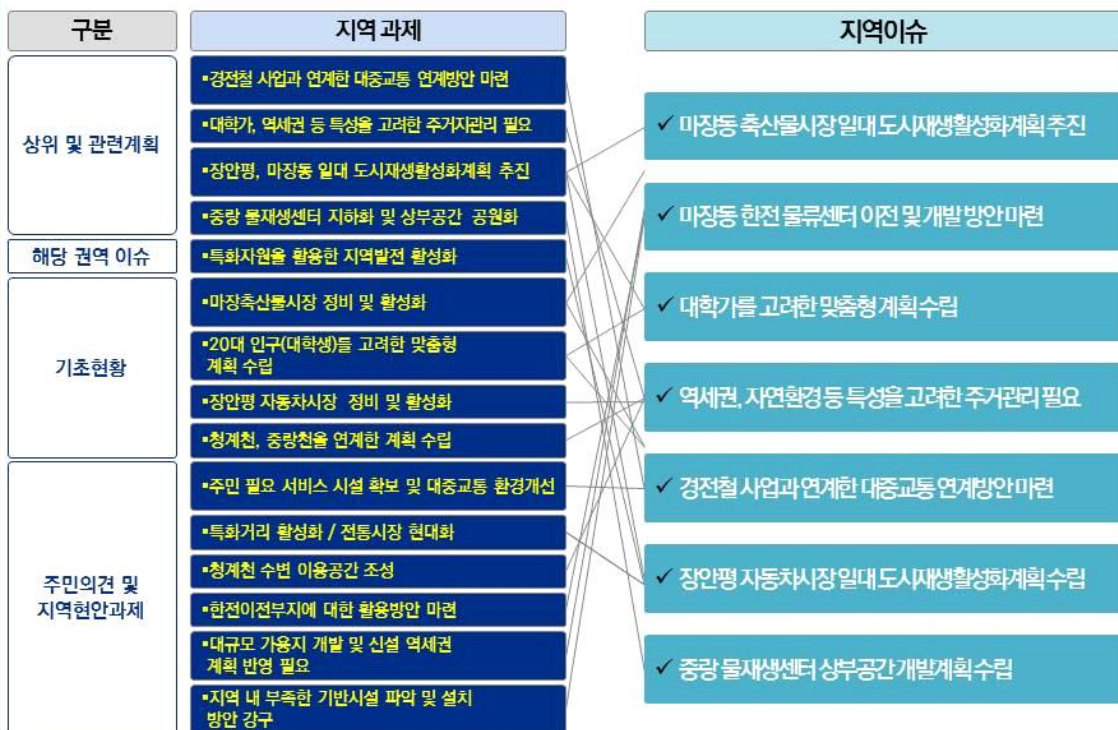 구분
지역 과제
지역이슈
상위 및 관련계획
▪경전철 사업과 연계한 대중교통 연계방안 마련
▪대학가, 역세권 등 특성을 고려한 주거지관리 필요
▪장안평, 마장동 일대 도시재생활성화계획 추진
▪중랑 물재생센터 지하화 및 상부공간 공원화
해당 권역 이슈
▪특화자원을 활용한 지역발전 활성화
기초현황
▪마장축산물시장 정비 및 활성화
▪20대 인구(대학생)를 고려한 맞춤형
계획 수립
▪장안평 자동차시장 정비 및 활성화
▪청계천, 중랑천을 연계한 계획 수립
주민의견 및
지역현안과제
▪주민 필요 서비스 시설 확보 및 대중교통 환경개선
▪특화거리 활성화 / 전통시장 현대화
▪청계천 수변 이용공간 조성
▪한전이전부지에 대한 활용방안 마련
▪대규모 가용지 개발 및 신설 역세권
계획 반영 필요
▪지역 내 부족한 기반시설 파악 및 설치
방안 강구
✓ 마장동 축산물시장 일대 도시재생활성화계획 추진
✓ 마장동 한전 물류센터 이전 및 개발 방안 마련
✓ 대학가를 고려한 맞춤형 계획 수립
✓ 역세권, 자연환경 등 특성을 고려한 주거관리 필요
✓ 경전철 사업과 연계한 대중교통 연계방안 마련
✓ 장안평 자동차시장 일대 도시재생활성화계획 수립
✓ 중랑 물재생센터 상부공간 개발계획 수립